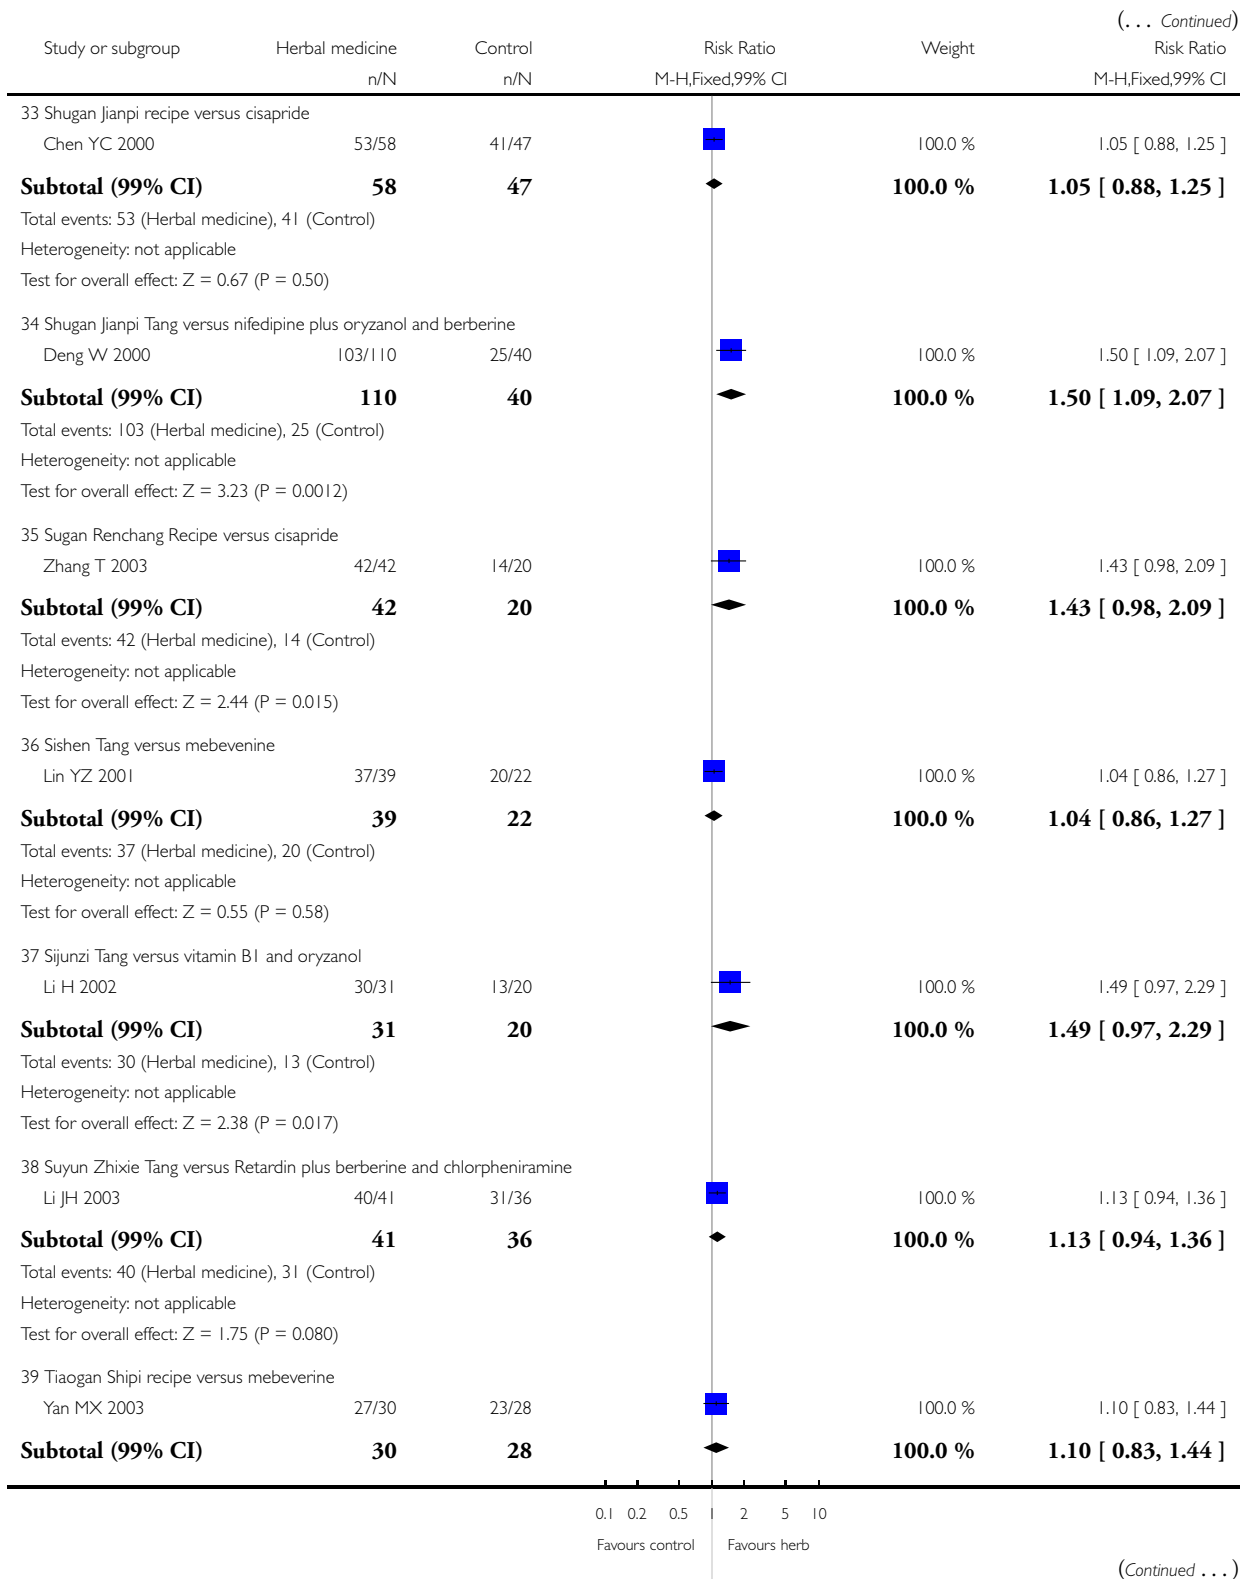 (... Continued)
Study or subgroup Herbal medicine Control Risk Ratio Weight Risk Ratio
n/N n/N M-H,Fixed,99% CI M-H,Fixed,99% CI
33 Shugan Jianpi recipe versus cisapride
Chen YC 2000 53/58 41/47 100.0 % 1.05 [ 0.88, 1.25 ]
Subtotal (99% CI) 58 47 100.0 % 1.05 [ 0.88, 1.25 ]
Total events: 53 (Herbal medicine), 41 (Control)
Heterogeneity: not applicable
Test for overall effect: Z = 0.67 (P = 0.50)
34 Shugan Jianpi Tang versus nifedipine plus oryzanol and berberine
Deng W 2000 103/110 25/40 100.0 % 1.50 [ 1.09, 2.07 ]
Subtotal (99% CI) 110 40 100.0 % 1.50 [ 1.09, 2.07 ]
Total events: 103 (Herbal medicine), 25 (Control)
Heterogeneity: not applicable
Test for overall effect: Z = 3.23 (P = 0.0012)
35 Sugan Renchang Recipe versus cisapride
Zhang T 2003 42/42 14/20 100.0 % 1.43 [ 0.98, 2.09 ]
Subtotal (99% CI) 42 20 100.0 % 1.43 [ 0.98, 2.09 ]
Total events: 42 (Herbal medicine), 14 (Control)
Heterogeneity: not applicable
Test for overall effect: Z = 2.44 (P = 0.015)
36 Sishen Tang versus mebevenine
Lin YZ 2001 37/39 20/22 100.0 % 1.04 [ 0.86, 1.27 ]
Subtotal (99% CI) 39 22 100.0 % 1.04 [ 0.86, 1.27 ]
Total events: 37 (Herbal medicine), 20 (Control)
Heterogeneity: not applicable
Test for overall effect: Z = 0.55 (P = 0.58)
37 Sijunzi Tang versus vitamin B1 and oryzanol
Li H 2002 30/31 13/20 100.0 % 1.49 [ 0.97, 2.29 ]
Subtotal (99% CI) 31 20 100.0 % 1.49 [ 0.97, 2.29 ]
Total events: 30 (Herbal medicine), 13 (Control)
Heterogeneity: not applicable
Test for overall effect: Z = 2.38 (P = 0.017)
38 Suyun Zhixie Tang versus Retardin plus berberine and chlorpheniramine
Li JH 2003 40/41 31/36 100.0 % 1.13 [ 0.94, 1.36 ]
Subtotal (99% CI) 41 36 100.0 % 1.13 [ 0.94, 1.36 ]
Total events: 40 (Herbal medicine), 31 (Control)
Heterogeneity: not applicable
Test for overall effect: Z = 1.75 (P = 0.080)
39 Tiaogan Shipi recipe versus mebeverine
Yan MX 2003 27/30 23/28 100.0 % 1.10 [ 0.83, 1.44 ]
Subtotal (99% CI) 30 28 100.0 % 1.10 [ 0.83, 1.44 ]
0.1 0.2 0.5 1 2 5 10
Favours control Favours herb
(Continued ...)